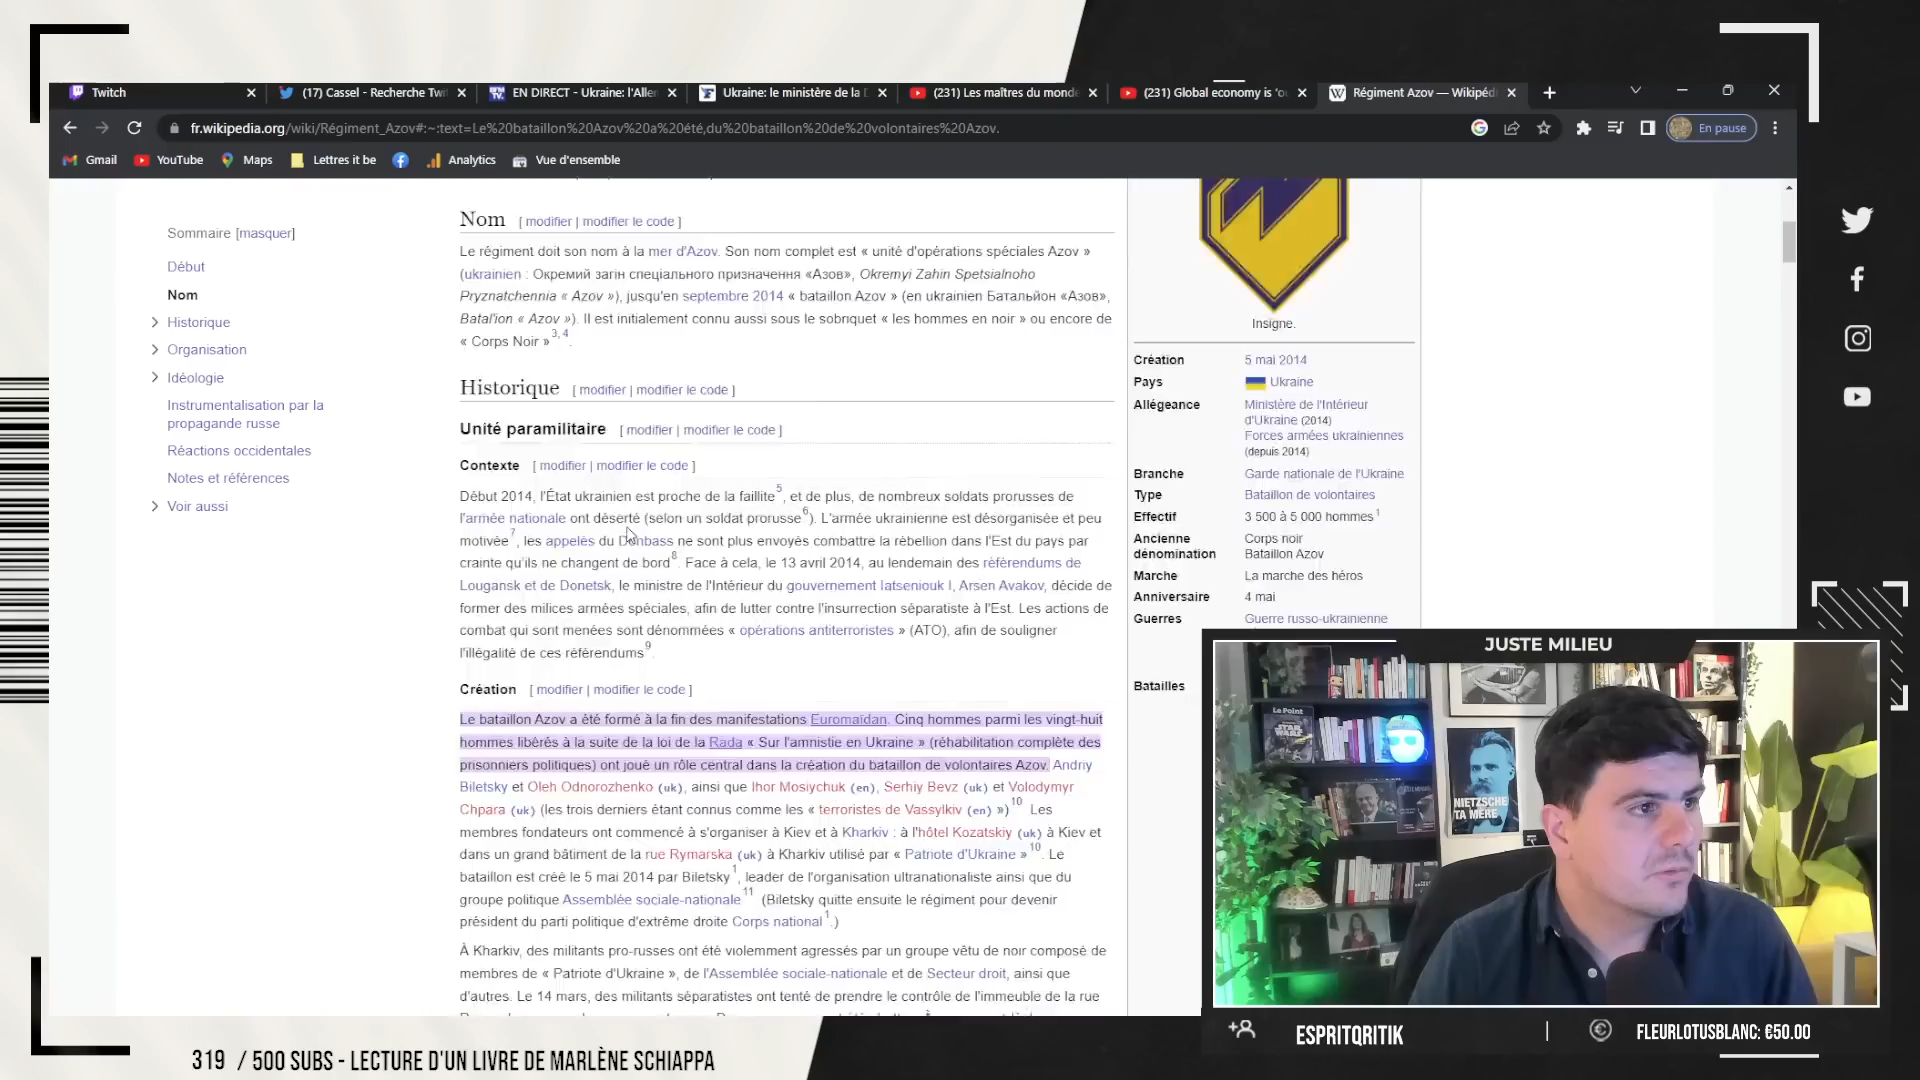 Twitch
(17) Cassel - Recherche Twi
EN DIRECT - Ukraine: l'Aller
Ukraine: le ministère de la D
(231) Les maîtres du monde
(231) Global economy is 'o
Régiment Azov — Wikipédi
fr.wikipedia.org/wiki/Régiment_Azov#:~:text=Le%20bataillon%20Azov%20a%20été,du%20bataillon%20de%20volontaires%20Azov.
En pause
Gmail
YouTube
Maps
Lettres it be
Analytics
Vue d'ensemble
Sommaire [masquer]
Début
Nom
Historique
Organisation
Idéologie
Instrumentalisation par la
propagande russe
Réactions occidentales
Notes et références
Voir aussi
Nom [ modifier | modifier le code ]
Le régiment doit son nom à la mer d'Azov. Son nom complet est « unité d'opérations spéciales Azov »
(ukrainien : Окремий загін спеціального призначення «Азов», Okremyi Zahin Spetsialnoho
Pryznatchennia « Azov »), jusqu'en septembre 2014 « bataillon Azov » (en ukrainien Батальйон «Азов»,
Batal'ion « Azov »). Il est initialement connu aussi sous le sobriquet « les hommes en noir » ou encore de
« Corps Noir »3, 4.
Historique [ modifier | modifier le code ]
Unité paramilitaire [ modifier | modifier le code ]
Contexte [ modifier | modifier le code ]
Début 2014, l'État ukrainien est proche de la faillite5, et de plus, de nombreux soldats prorusses de
l'armée nationale ont déserté (selon un soldat prorusse6). L'armée ukrainienne est désorganisée et peu
motivée7, les appelés du Donbass ne sont plus envoyés combattre la rébellion dans l'Est du pays par
crainte qu'ils ne changent de bord8. Face à cela, le 13 avril 2014, au lendemain des référendums de
Lougansk et de Donetsk, le ministre de l'Intérieur du gouvernement Iatseniouk I, Arsen Avakov, décide de
former des milices armées spéciales, afin de lutter contre l'insurrection séparatiste à l'Est. Les actions de
combat qui sont menées sont dénommées « opérations antiterroristes » (ATO), afin de souligner
l'illégalité de ces référendums9.
Création [ modifier | modifier le code ]
Le bataillon Azov a été formé à la fin des manifestations Euromaïdan. Cinq hommes parmi les vingt-huit
hommes libérés à la suite de la loi de la Rada « Sur l'amnistie en Ukraine » (réhabilitation complète des
prisonniers politiques) ont joué un rôle central dans la création du bataillon de volontaires Azov. Andriy
Biletsky et Oleh Odnorozhenko (uk), ainsi que Ihor Mosiychuk (en), Serhiy Bevz (uk) et Volodymyr
Chpara (uk) (les trois derniers étant connus comme les « terroristes de Vassylkiv (en) »)10 Les
membres fondateurs ont commencé à s'organiser à Kiev et à Kharkiv : à l'hôtel Kozatskiy (uk) à Kiev et
dans un grand bâtiment de la rue Rymarska (uk) à Kharkiv utilisé par « Patriote d'Ukraine »10. Le
bataillon est créé le 5 mai 2014 par Biletsky1, leader de l'organisation ultranationaliste ainsi que du
groupe politique Assemblée sociale-nationale11 (Biletsky quitte ensuite le régiment pour devenir
président du parti politique d'extrême droite Corps national1.)
À Kharkiv, des militants pro-russes ont été violemment agressés par un groupe vêtu de noir composé de
membres de « Patriote d'Ukraine », de l'Assemblée sociale-nationale et de Secteur droit, ainsi que
d'autres. Le 14 mars, des militants séparatistes ont tenté de prendre le contrôle de l'immeuble de la rue
Insigne.
Création 5 mai 2014
Pays Ukraine
Allégeance Ministère de l'Intérieur
d'Ukraine (2014)
Forces armées ukrainiennes
(depuis 2014)
Branche Garde nationale de l'Ukraine
Type Bataillon de volontaires
Effectif 3 500 à 5 000 hommes1
Ancienne Corps noir
dénomination Bataillon Azov
Marche La marche des héros
Anniversaire 4 mai
Guerres Guerre russo-ukrainienne
Batailles
JUSTE MILIEU
Le Point
STAR
WARS
NIETZSCHE
TA MÈRE
ESPRITQRITIK | FLEURLOTUSBLANC: €50.00
319 / 500 SUBS - LECTURE D'UN LIVRE DE MARLÈNE SCHIAPPA